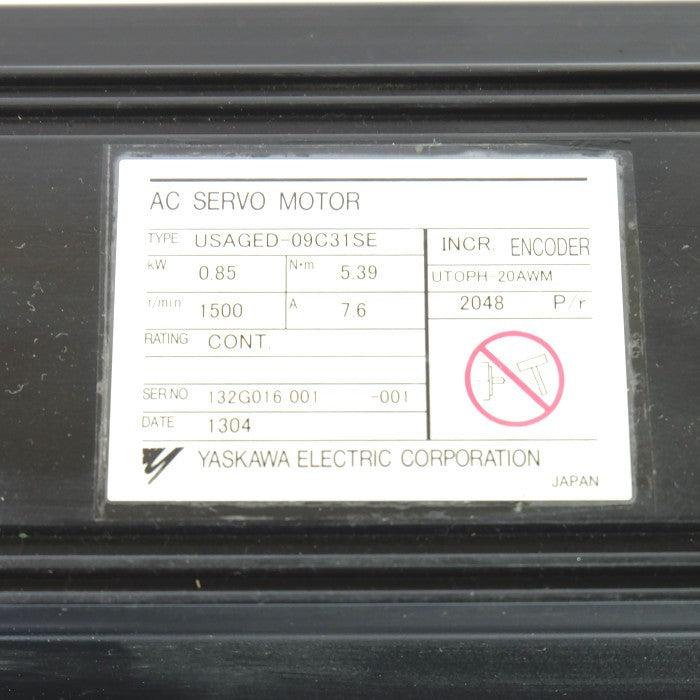 AC SERVO MOTOR
TYPE USAGED-09C31SE
kW 0.85 N·m 5.39
r/min 1500 A 7.6
RATING CONT.
SER.NO 132G016 001 -001
DATE 1304
INCR. ENCODER
UTOPH-20AWM
2048 P/r
YASKAWA ELECTRIC CORPORATION
JAPAN